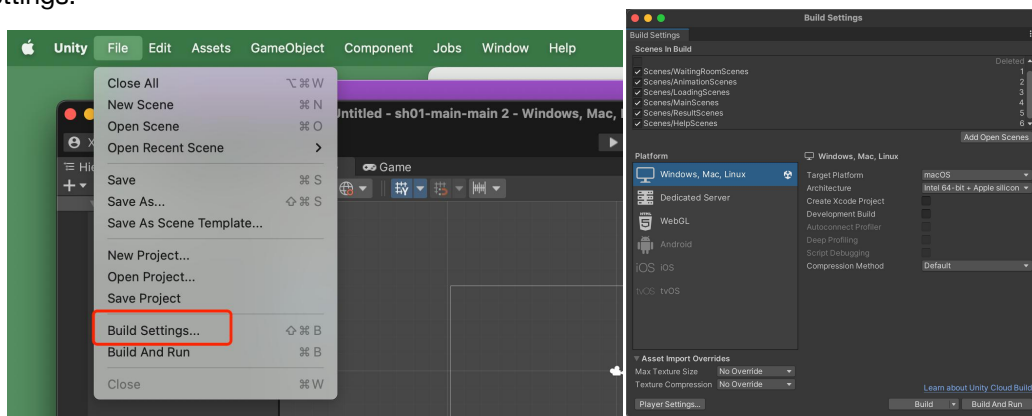 ttings.
Unity File Edit Assets GameObject Component Jobs Window Help
Close All ⌥⌘W
New Scene ⌘N
Open Scene ⌘O
Open Recent Scene >
Save ⌘S
Save As... ⇧⌘S
Save As Scene Template...
New Project...
Open Project...
Save Project
Build Settings... ⇧⌘B
Build And Run ⌘B
Close ⌘W
Untitled - sh01-main-main 2 - Windows, Mac,
X
Hie
Game
Build Settings
Build Settings
Scenes In Build
Deleted
Scenes/WaitingRoomScenes 1
Scenes/AnimationScenes 2
Scenes/LoadingScenes 3
Scenes/MainScenes 4
Scenes/ResultScenes 5
Scenes/HelpScenes 6
Add Open Scenes
Platform
Windows, Mac, Linux
Dedicated Server
WebGL
Android
iOS iOS
tvOS tvOS
Windows, Mac, Linux
Target Platform macOS
Architecture Intel 64-bit + Apple silicon
Create Xcode Project
Development Build
Autoconnect Profiler
Deep Profiling
Script Debugging
Compression Method Default
Asset Import Overrides
Max Texture Size No Override
Texture Compression No Override
Learn about Unity Cloud Build
Player Settings...
Build
Build And Run